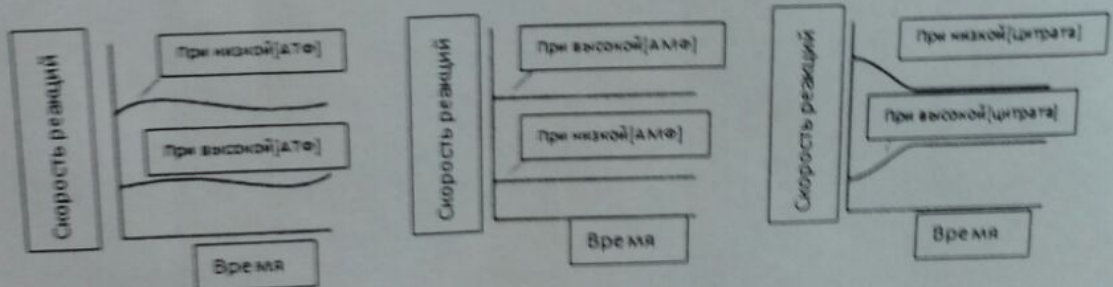 Скорость реакций
При низкой[АТФ]
При высокой[АТФ]
Время
Скорость реакций
При высокой[АМФ]
При низкой[АМФ]
Время
Скорость реакций
При низкой[цитрата]
При высокой[цитрата]
Время